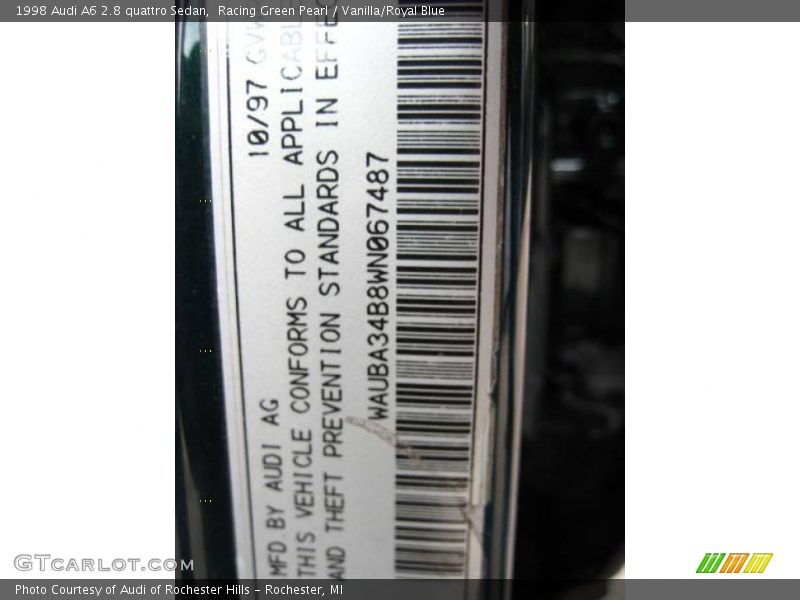 1998 Audi A6 2.8 quattro Sedan,  Racing Green Pearl / Vanilla/Royal Blue
MFD.BY AUDI AG 10/97
THIS VEHICLE CONFORMS TO ALL APPLICABLE
AND THEFT PREVENTION STANDARDS IN EFFEC
WAUBA34B8WN067487
GTCARLOT.COM
Photo Courtesy of Audi of Rochester Hills – Rochester, MI